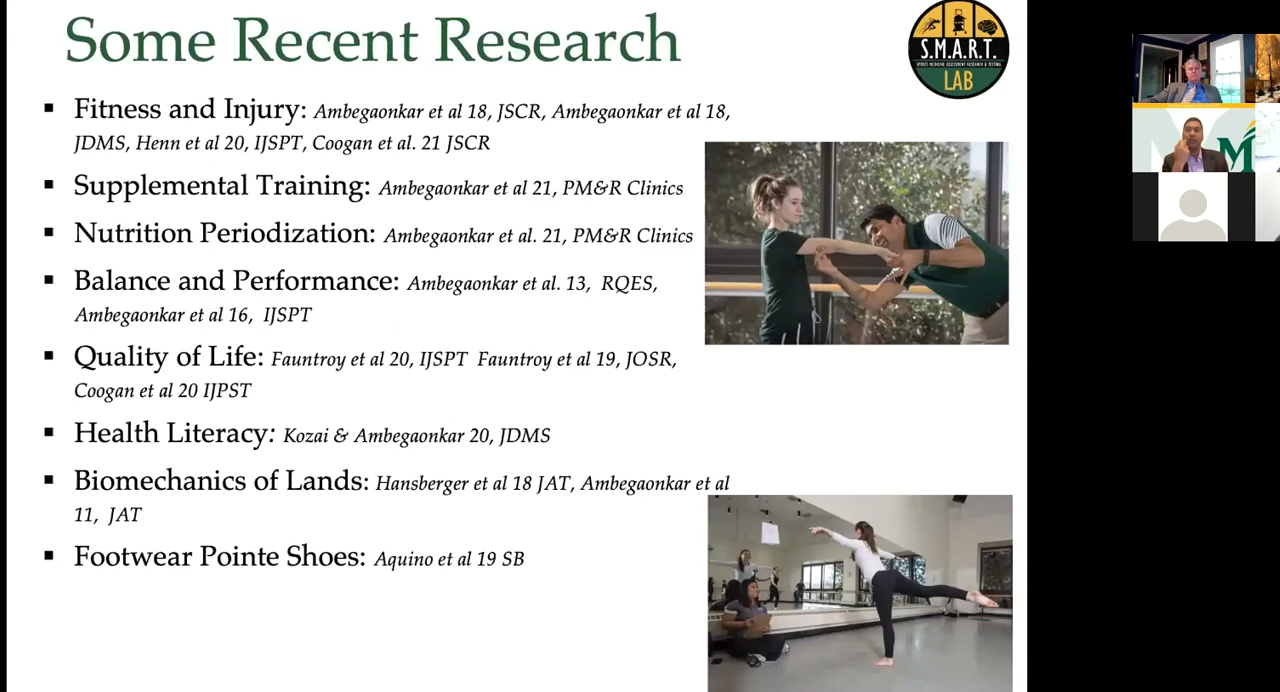 Some Recent Research
S.M.A.R.T.
SPORTS MEDICINE ASSESSMENT RESEARCH & TESTING
LAB
▪ Fitness and Injury: Ambegaonkar et al 18, JSCR, Ambegaonkar et al 18,
JDMS, Henn et al 20, IJSPT, Coogan et al. 21 JSCR
▪ Supplemental Training: Ambegaonkar et al 21, PM&R Clinics
▪ Nutrition Periodization: Ambegaonkar et al. 21, PM&R Clinics
▪ Balance and Performance: Ambegaonkar et al. 13, RQES,
Ambegaonkar et al 16, IJSPT
▪ Quality of Life: Fauntroy et al 20, IJSPT Fauntroy et al 19, JOSR,
Coogan et al 20 IJPST
▪ Health Literacy: Kozai & Ambegaonkar 20, JDMS
▪ Biomechanics of Lands: Hansberger et al 18 JAT, Ambegaonkar et al
11, JAT
▪ Footwear Pointe Shoes: Aquino et al 19 SB
M